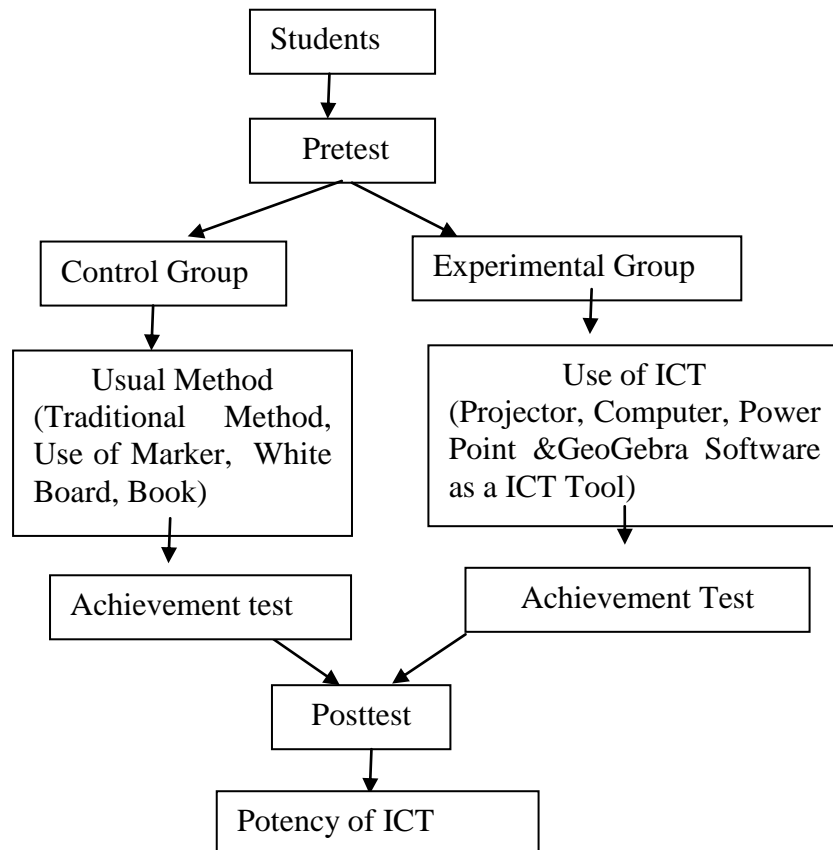 Students
Pretest
Control Group
Experimental Group
Usual Method
(Traditional Method,
Use of Marker, White
Board, Book)
Use of ICT
(Projector, Computer, Power
Point &GeoGebra Software
as a ICT Tool)
Achievement test
Achievement Test
Posttest
Potency of ICT